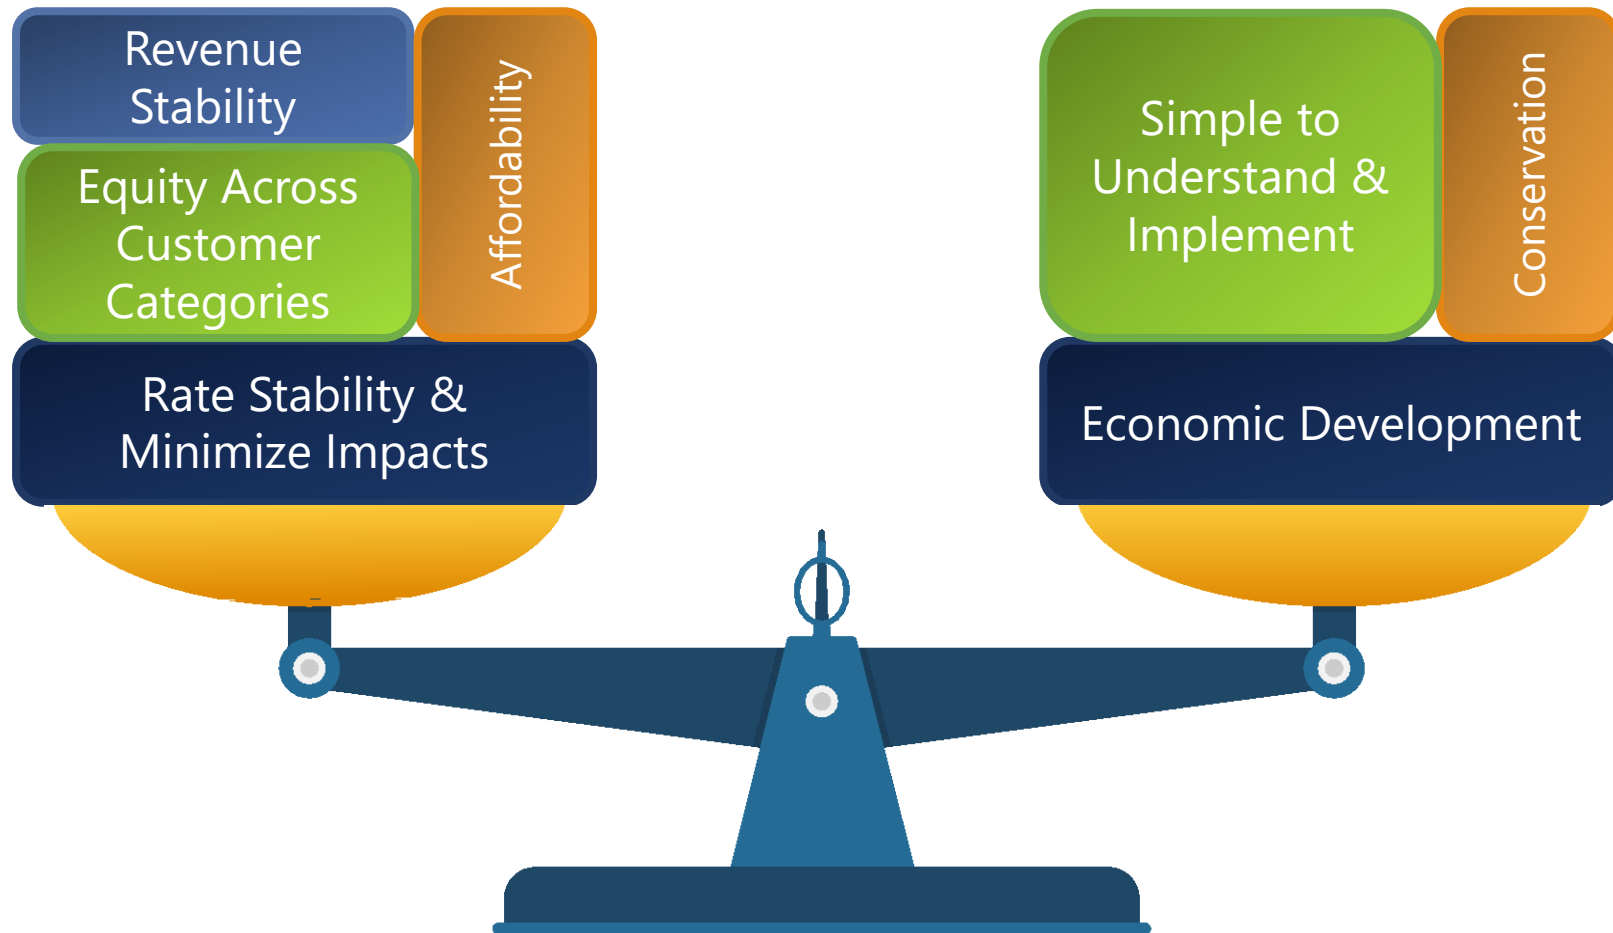 Revenue
Stability
Affordability
Equity Across
Customer
Categories
Rate Stability &
Minimize Impacts
Simple to
Understand &
Implement
Conservation
Economic Development